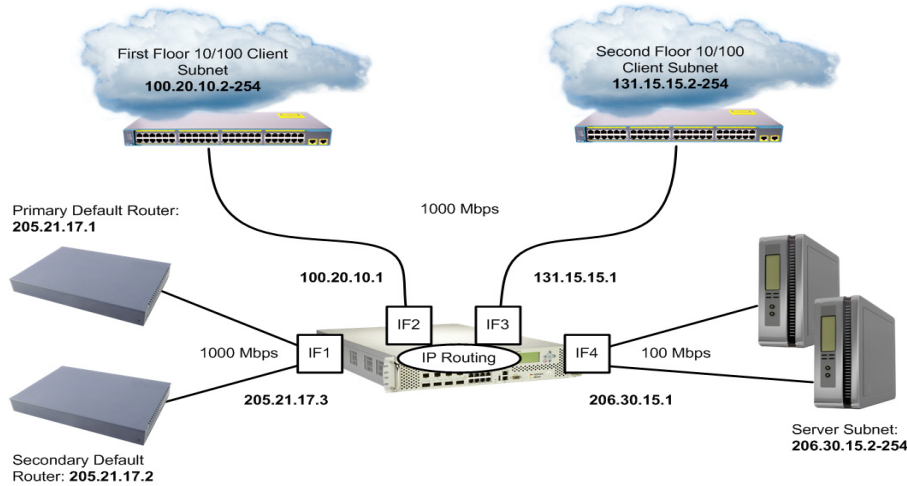 First Floor 10/100 Client
Subnet
100.20.10.2-254
Second Floor 10/100
Client Subnet
131.15.15.2-254
Primary Default Router:
205.21.17.1
1000 Mbps
100.20.10.1
131.15.15.1
IF2
IF3
IF1
1000 Mbps
IP Routing
IF4
100 Mbps
205.21.17.3
206.30.15.1
Server Subnet:
206.30.15.2-254
Secondary Default
Router: 205.21.17.2